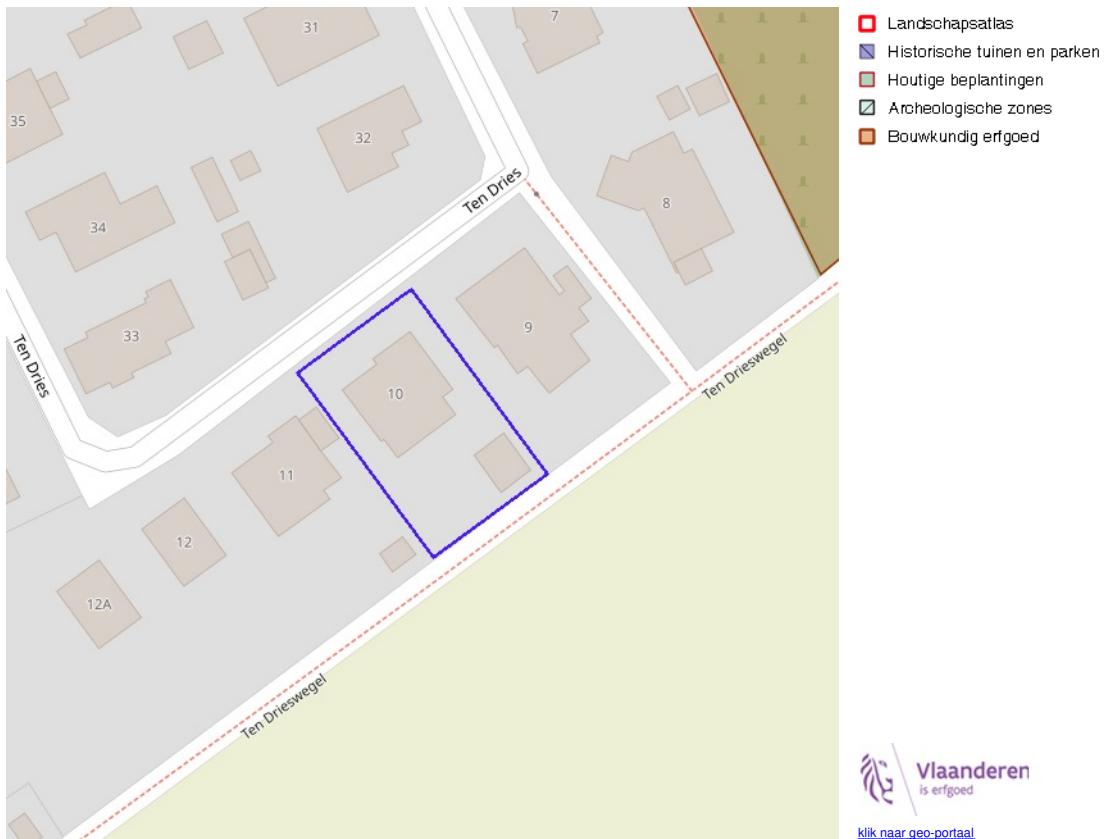 7
31
35
32
Ten Dries
8
34
33
9
Ten Dries
10
Ten Drieswegel
11
12
12A
Ten Drieswegel
Landschapsatlas
Historische tuinen en parken
Houtige beplantingen
Archeologische zones
Bouwkundig erfgoed
Vlaanderen
is erfgoed
klik naar geo-portaal